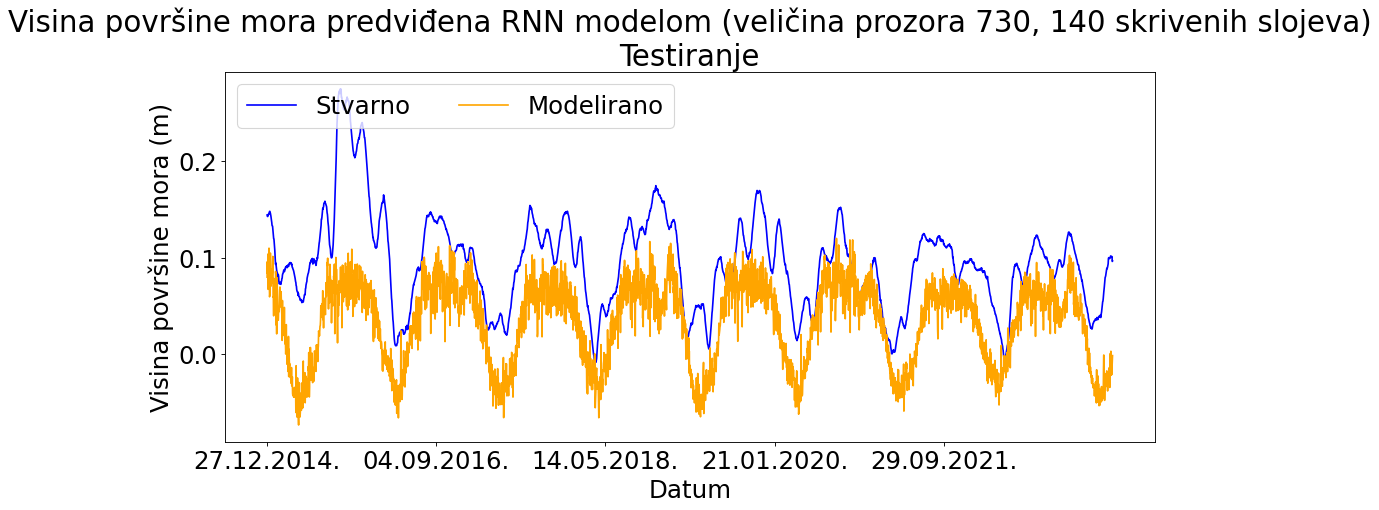 Visina površine mora predviđena RNN modelom (veličina prozora 730, 140 skrivenih slojeva)
Testiranje
Stvarno Modelirano
Visina površine mora (m)
0.2
0.1
0.0
27.12.2014. 04.09.2016. 14.05.2018. 21.01.2020. 29.09.2021.
Datum